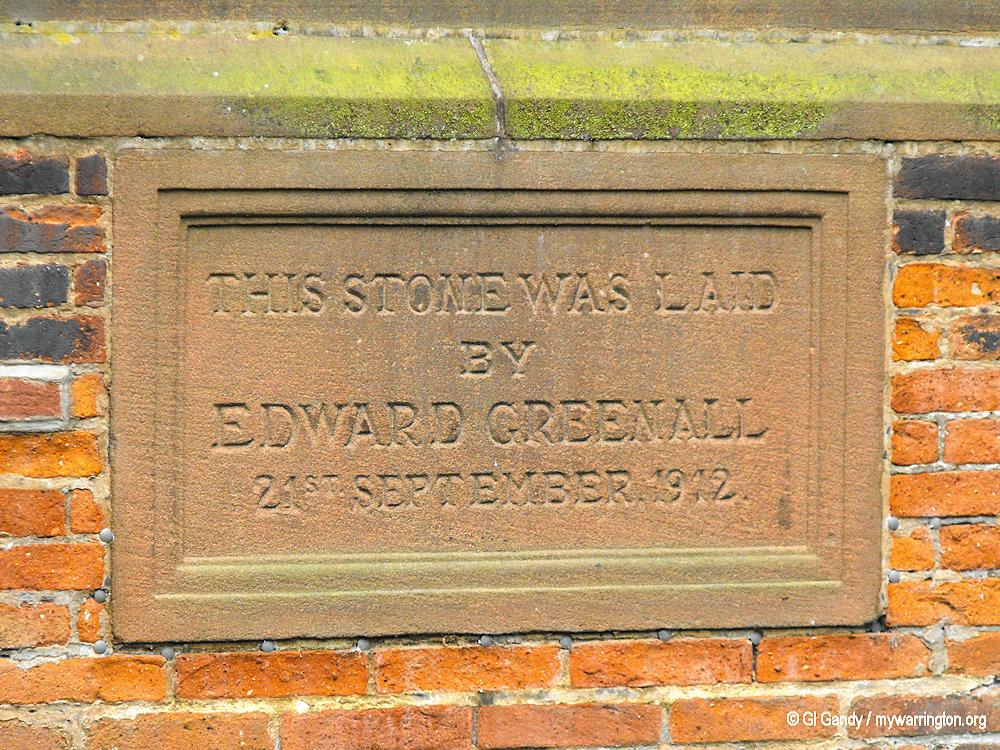 THIS STONE WAS LAID
BY
EDWARD GREENALL
21ST SEPTEMBER.1912.
© GI Gandy / mywarrington.org